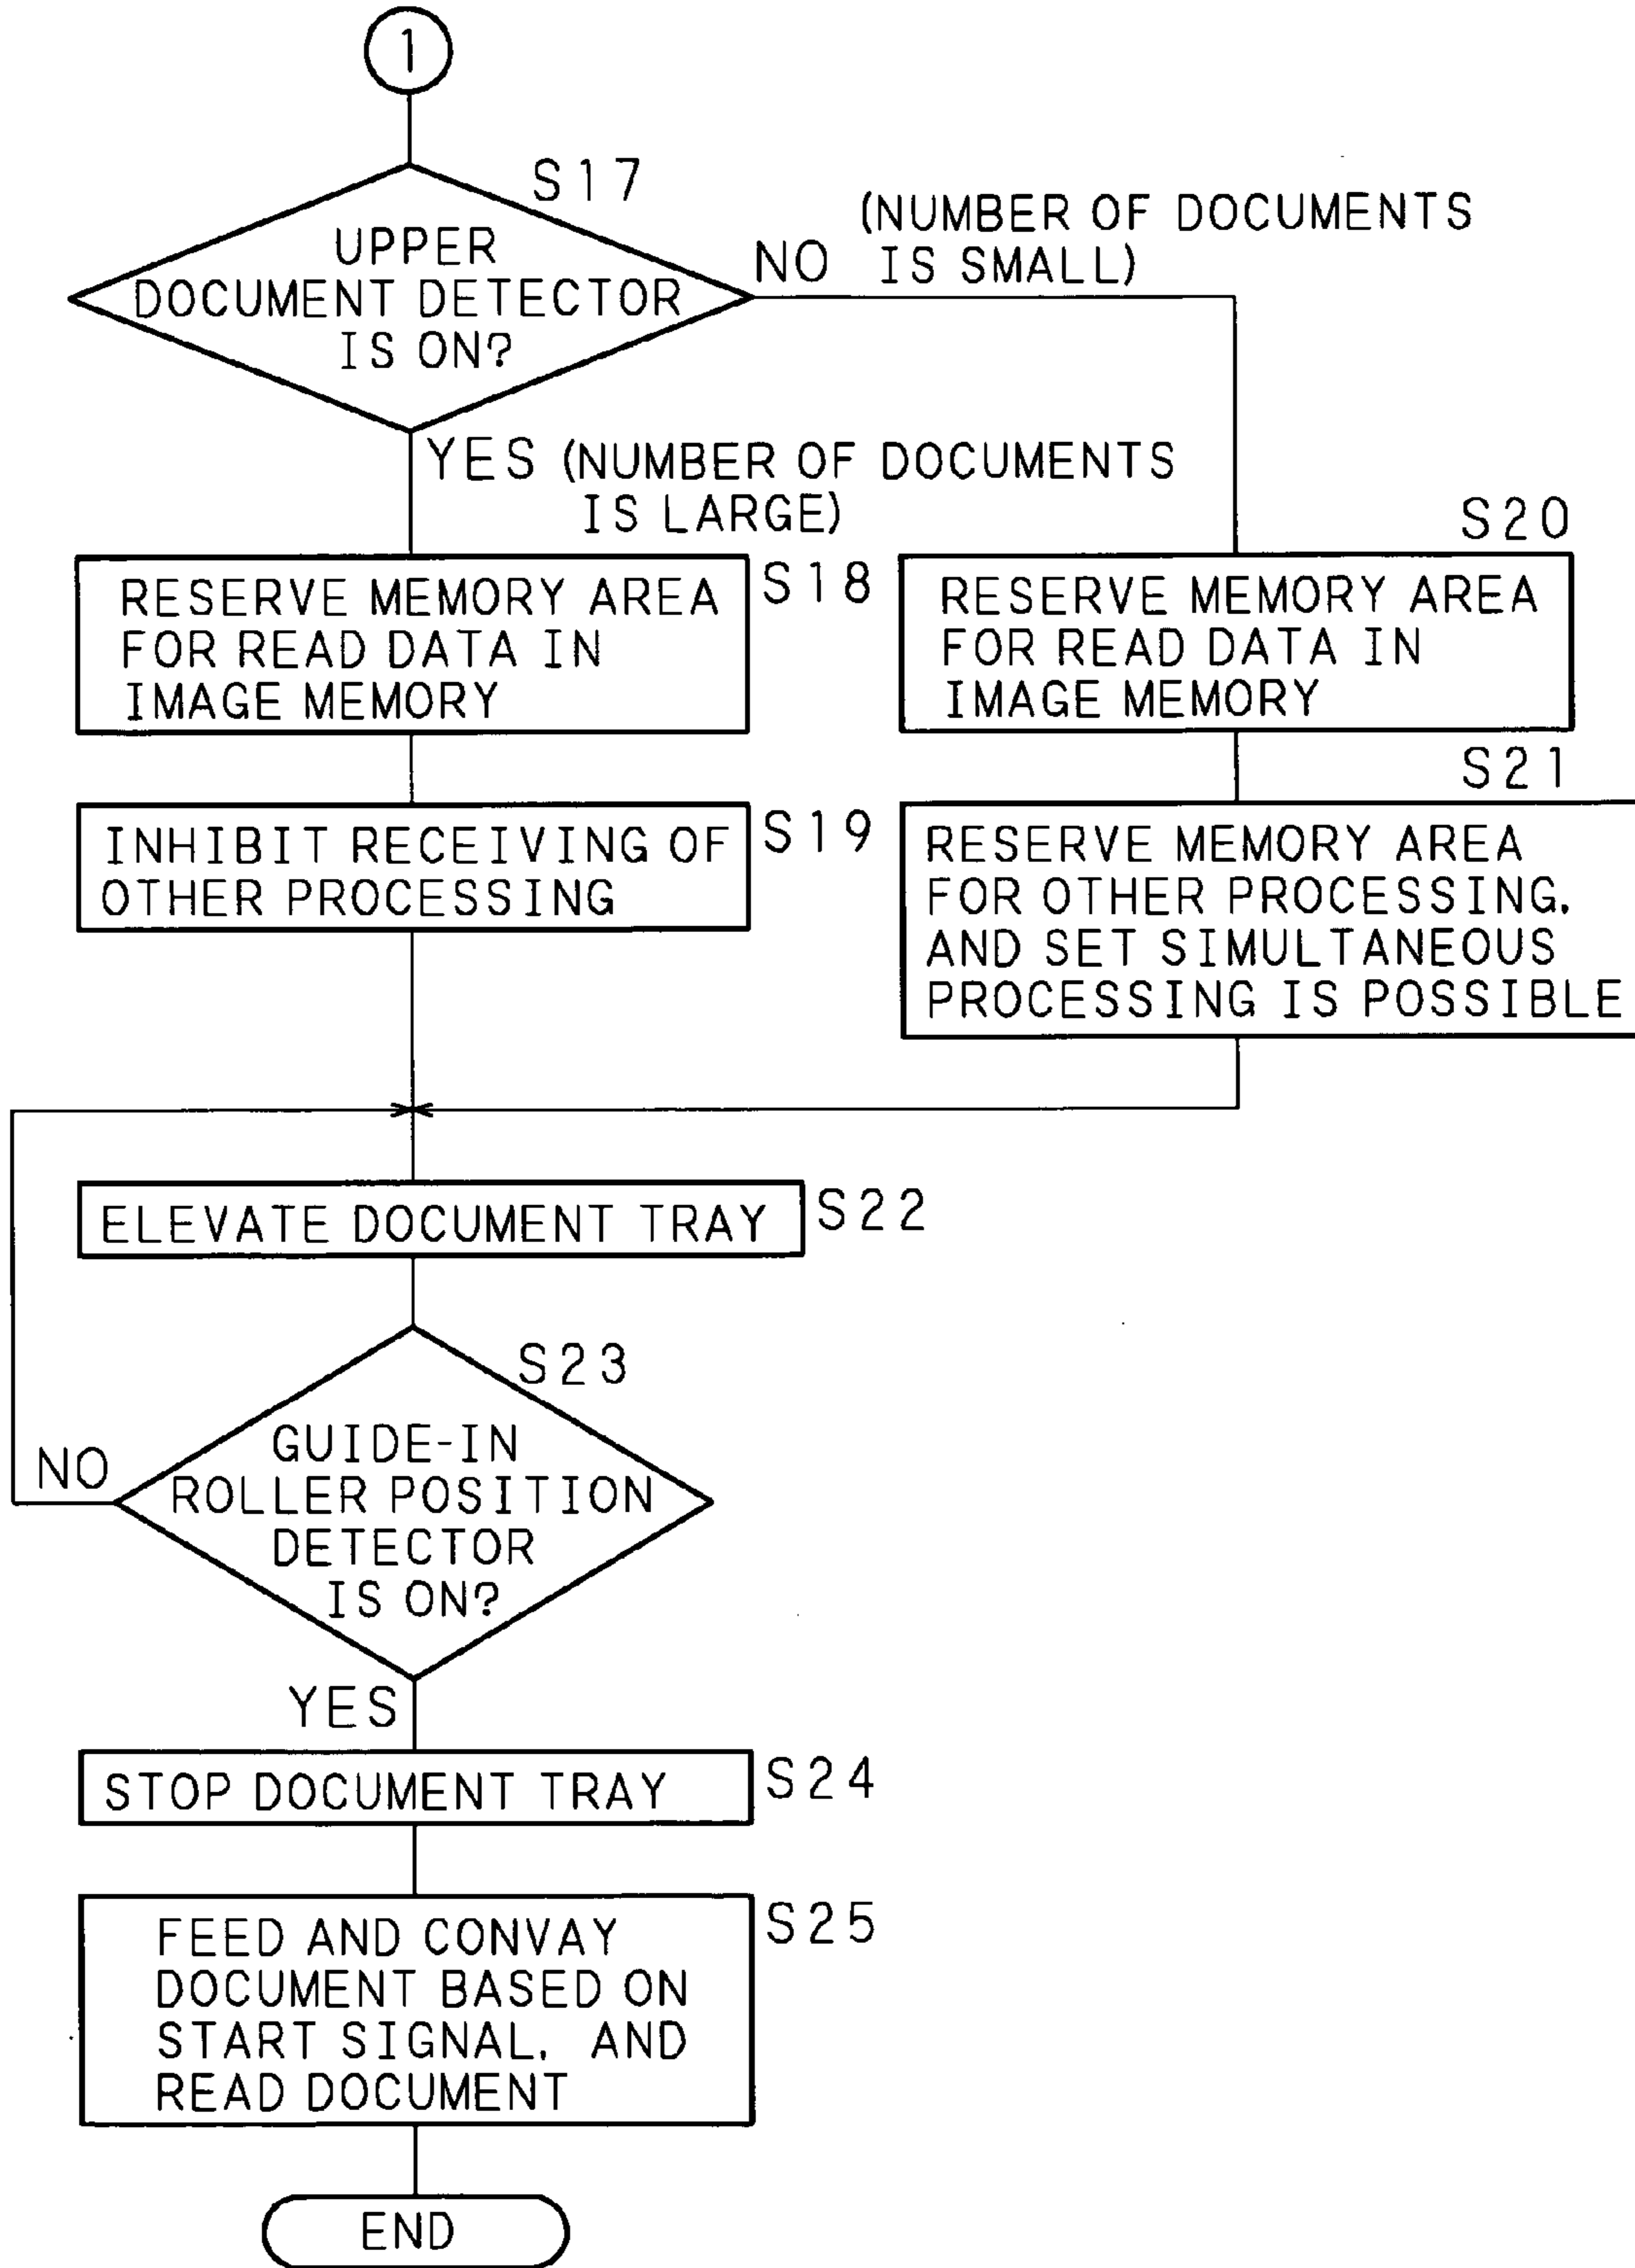 1
S17
UPPER
DOCUMENT DETECTOR
IS ON?
NO (NUMBER OF DOCUMENTS
IS SMALL)
YES (NUMBER OF DOCUMENTS
IS LARGE)
S18
RESERVE MEMORY AREA
FOR READ DATA IN
IMAGE MEMORY
S19
INHIBIT RECEIVING OF
OTHER PROCESSING
S20
RESERVE MEMORY AREA
FOR READ DATA IN
IMAGE MEMORY
S21
RESERVE MEMORY AREA
FOR OTHER PROCESSING,
AND SET SIMULTANEOUS
PROCESSING IS POSSIBLE
ELEVATE DOCUMENT TRAY
S22
S23
GUIDE-IN
ROLLER POSITION
DETECTOR
IS ON?
NO
YES
STOP DOCUMENT TRAY
S24
S25
FEED AND CONVAY
DOCUMENT BASED ON
START SIGNAL, AND
READ DOCUMENT
END